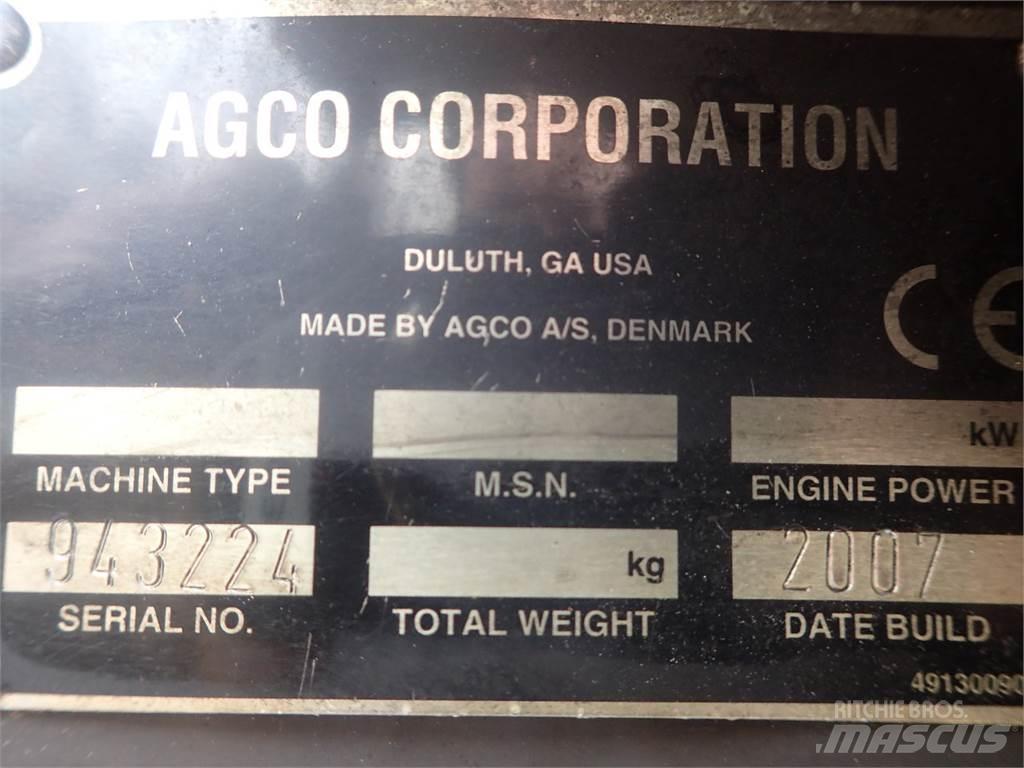 AGCO CORPORATION
DULUTH, GA USA
MADE BY AGCO A/S, DENMARK
CE
kW
MACHINE TYPE M.S.N. ENGINE POWER
943224 kg 2007
SERIAL NO. TOTAL WEIGHT DATE BUILD
49130090
RITCHIE BROS.
MASCUS